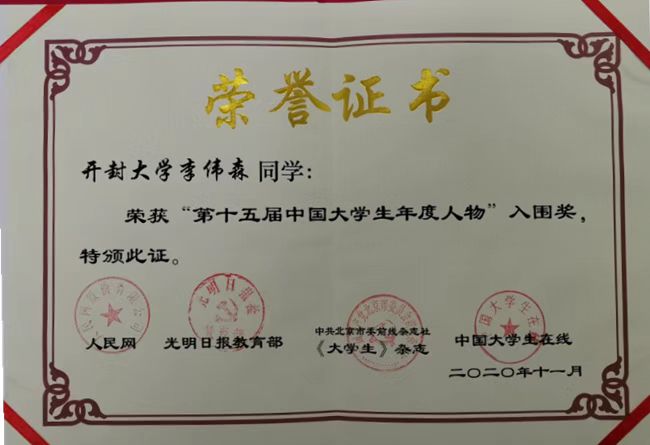 荣誉证书
开封大学李伟森 同学：
荣获“第十五届中国大学生年度人物”入围奖，
特颁此证。
人民网
光明日报教育部
中共北京市委前线杂志社
《大学生》杂志
中国大学生在线
二〇二〇年十一月